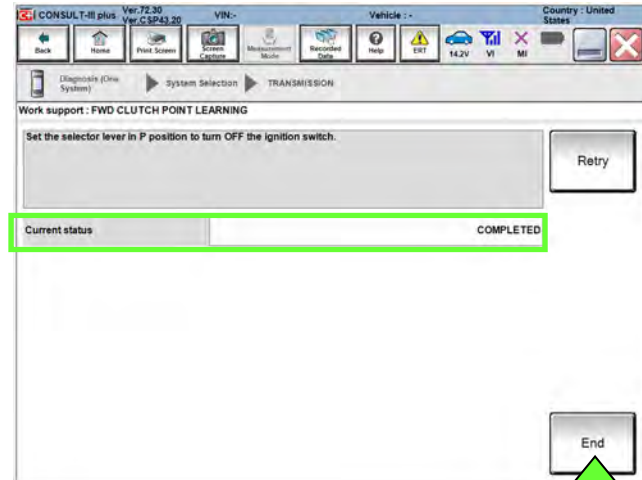 CONSULT-III plus Ver.72.30 VIN:- Vehicle : - Country : United
Ver.CSP43.20 States
Back Home Print Screen Screen Capture Measurement Mode Recorded Data Help ERT 14.2V VI MI
Diagnosis (One System) System Selection TRANSMISSION
Work support : FWD CLUTCH POINT LEARNING
Set the selector lever in P position to turn OFF the ignition switch.
Retry
Current status COMPLETED
End